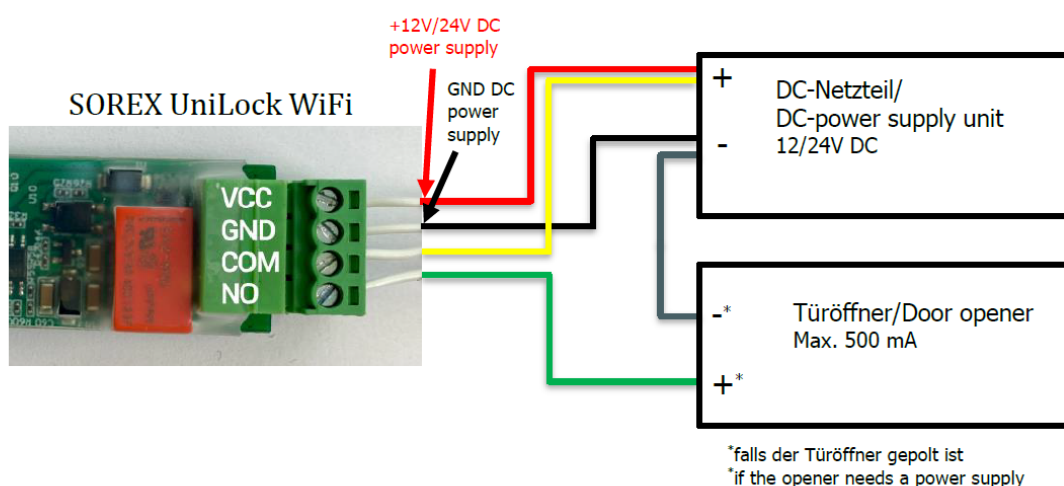 +12V/24V DC
power supply
GND DC
power
supply
SOREX UniLock WiFi
VCC
GND
COM
NO
+
-
DC-Netzteil/
DC-power supply unit
12/24V DC
-*
+*
Türöffner/Door opener
Max. 500 mA
*falls der Türöffner gepolt ist
*if the opener needs a power supply